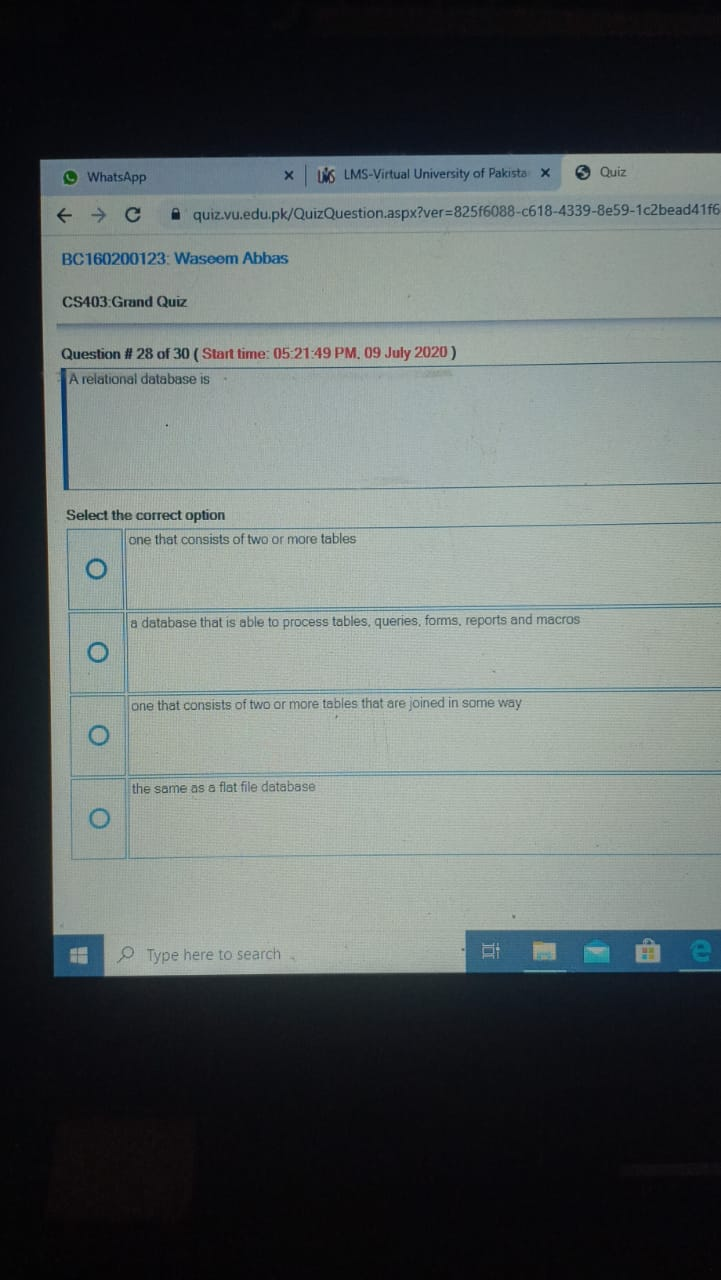 WhatsApp
LMS-Virtual University of Pakista
Quiz
quiz.vu.edu.pk/QuizQuestion.aspx?ver=825f6088-c618-4339-8e59-1c2bead41f6
BC160200123: Waseem Abbas
CS403:Grand Quiz
Question # 28 of 30 ( Start time: 05:21:49 PM, 09 July 2020 )
A relational database is
Select the correct option
one that consists of two or more tables
a database that is able to process tables, queries, forms, reports and macros
one that consists of two or more tables that are joined in some way
the same as a flat file database
Type here to search